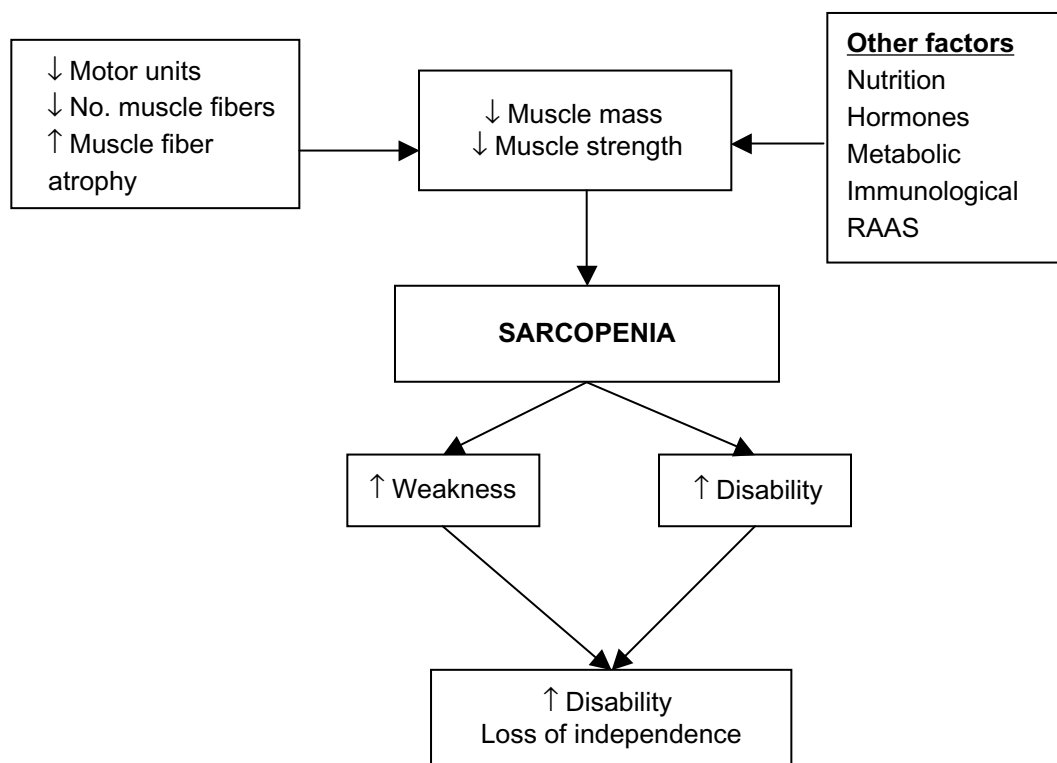 ↓ Motor units
↓ No. muscle fibers
↑ Muscle fiber
atrophy
↓ Muscle mass
↓ Muscle strength
Other factors
Nutrition
Hormones
Metabolic
Immunological
RAAS
SARCOPENIA
↑ Weakness
↑ Disability
↑ Disability
Loss of independence